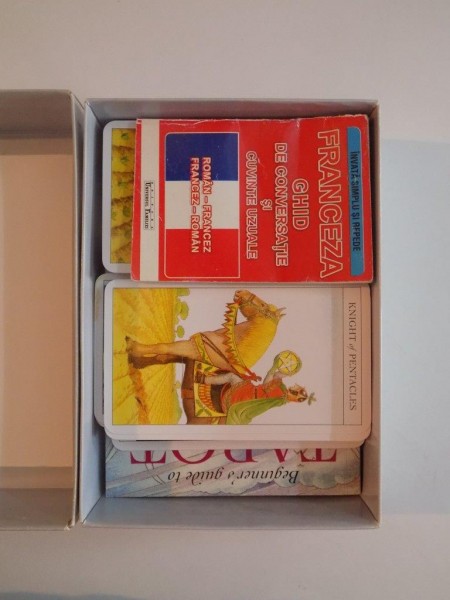 ÎNVAȚĂ SIMPLU ȘI REPEDE
FRANCEZA
GHID
DE CONVERSAȚIE
ȘI
CUVINTE UZUALE
ROMÂN – FRANCEZ
FRANCEZ – ROMÂN
KNIGHT of PENTACLES
Beginner's guide to
TAROT